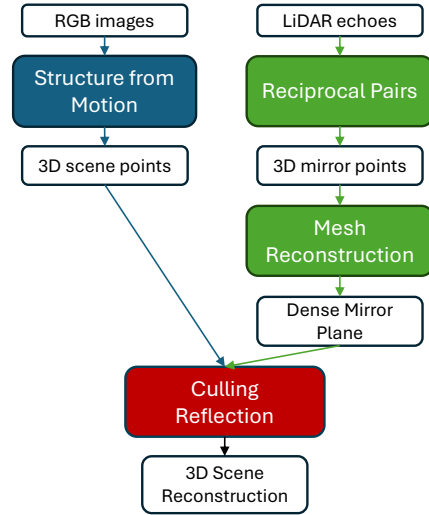 RGB images
LiDAR echoes
Structure from
Motion
Reciprocal Pairs
3D scene points
3D mirror points
Mesh
Reconstruction
Dense Mirror
Plane
Culling
Reflection
3D Scene
Reconstruction